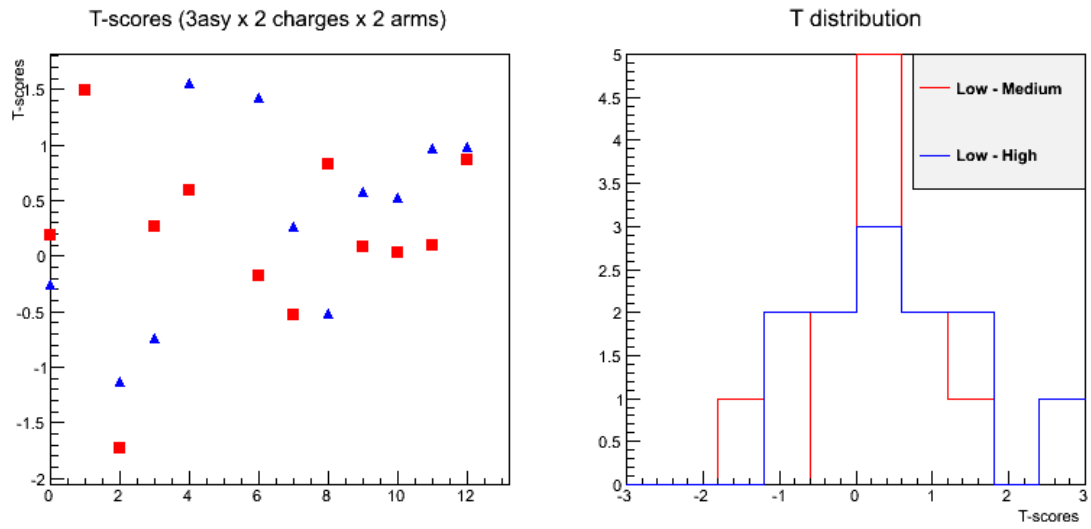 T-scores (3asy x 2 charges x 2 arms)
T-scores
1.5
1
0.5
0
-0.5
-1
-1.5
-2
0 2 4 6 8 10 12
T distribution
5
4.5
4
3.5
3
2.5
2
1.5
1
0.5
0
Low - Medium
Low - High
-3 -2 -1 0 1 2 3
T-scores